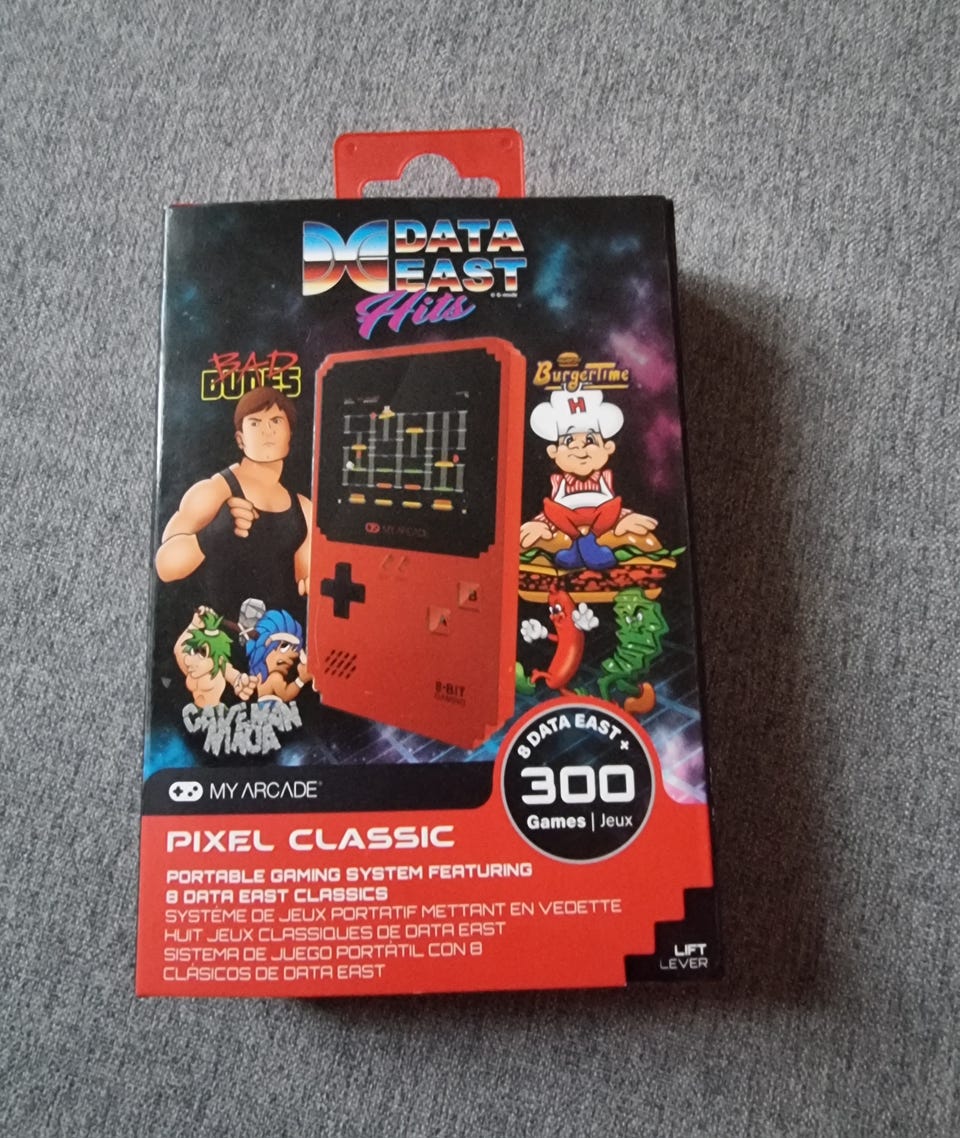 DATA
EAST
Hits
BAD
DUDES
BurgerTime
H
MY ARCADE
B
A
8-BIT
GAMING
CAVEMAN
NINJA
8 DATA EAST +
300
Games | Jeux
MY ARCADE
PIXEL CLASSIC
PORTABLE GAMING SYSTEM FEATURING
8 DATA EAST CLASSICS
SYSTÈME DE JEUX PORTATIF METTANT EN VEDETTE
HUIT JEUX CLASSIQUES DE DATA EAST
SISTEMA DE JUEGO PORTÁTIL CON 8
CLÁSICOS DE DATA EAST
LIFT
LEVER